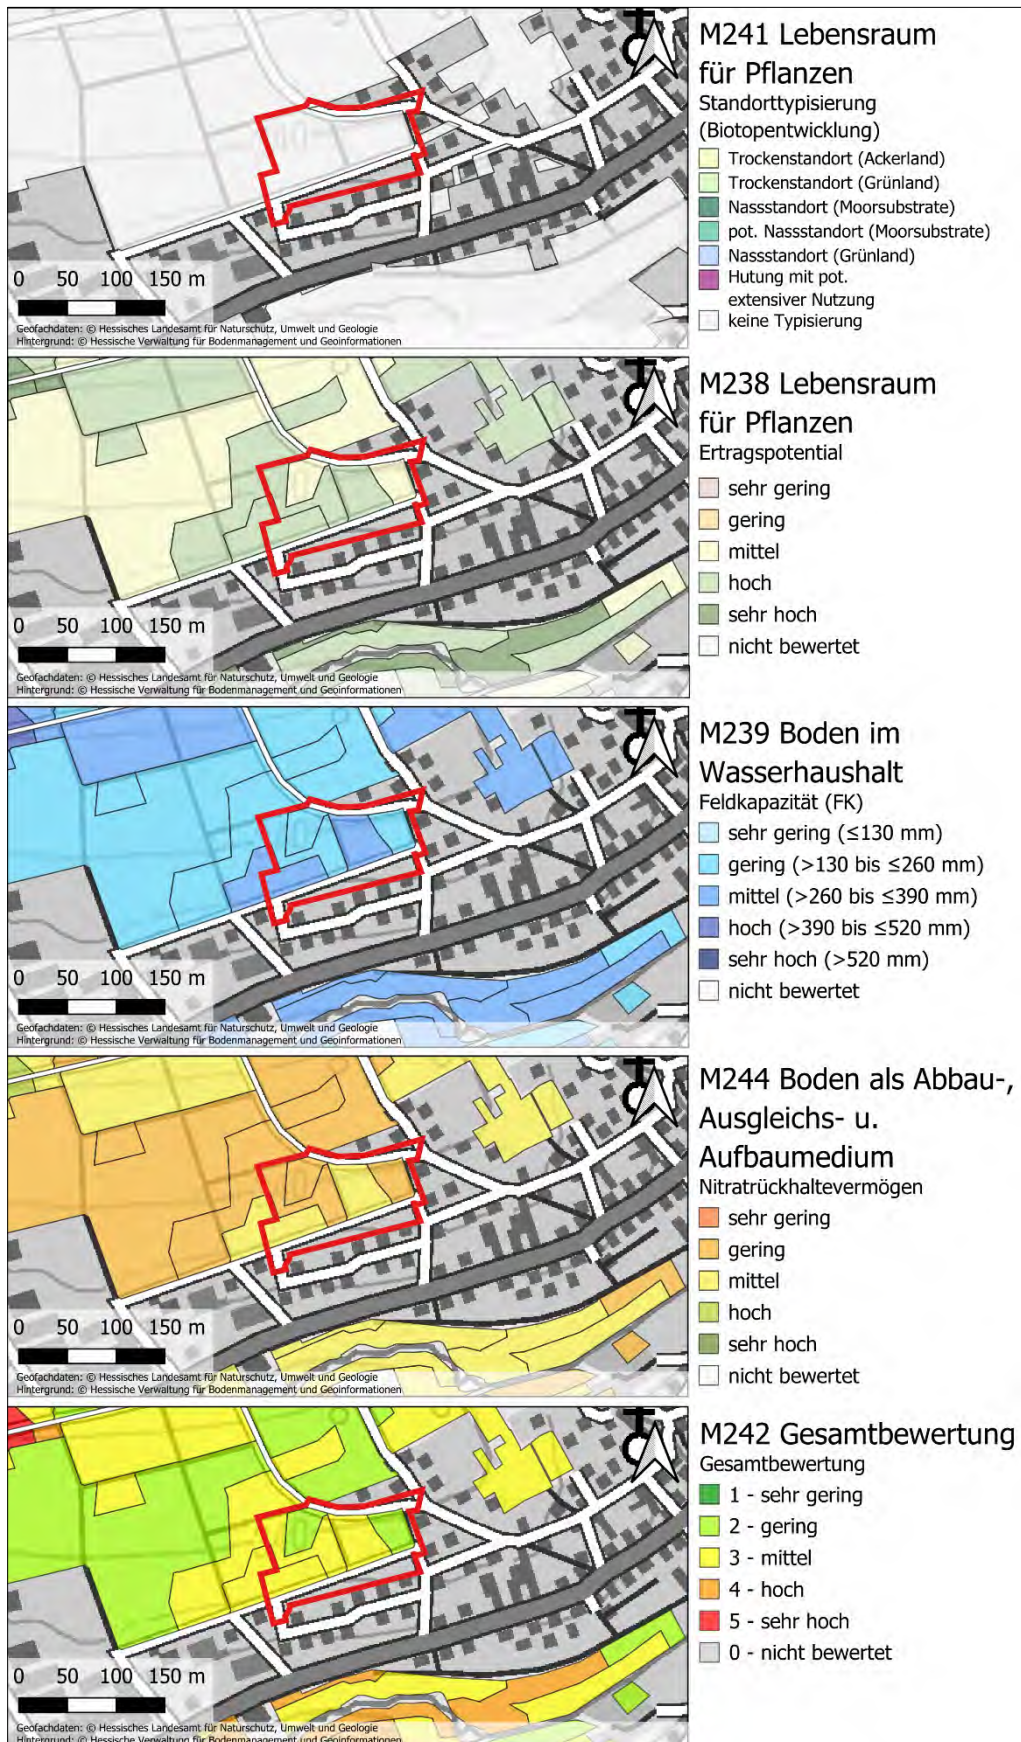 M241 Lebensraum
für Pflanzen
Standorttypisierung
(Biotopentwicklung)
Trockenstandort (Ackerland)
Trockenstandort (Grünland)
Nassstandort (Moorsubstrate)
pot. Nassstandort (Moorsubstrate)
Nassstandort (Grünland)
Hutung mit pot.
extensiver Nutzung
keine Typisierung
0 50 100 150 m
Geofachdaten: © Hessisches Landesamt für Naturschutz, Umwelt und Geologie
Hintergrund: © Hessische Verwaltung für Bodenmanagement und Geoinformationen
M238 Lebensraum
für Pflanzen
Ertragspotential
sehr gering
gering
mittel
hoch
sehr hoch
nicht bewertet
0 50 100 150 m
Geofachdaten: © Hessisches Landesamt für Naturschutz, Umwelt und Geologie
Hintergrund: © Hessische Verwaltung für Bodenmanagement und Geoinformationen
M239 Boden im
Wasserhaushalt
Feldkapazität (FK)
sehr gering (≤130 mm)
gering (>130 bis ≤260 mm)
mittel (>260 bis ≤390 mm)
hoch (>390 bis ≤520 mm)
sehr hoch (>520 mm)
nicht bewertet
0 50 100 150 m
Geofachdaten: © Hessisches Landesamt für Naturschutz, Umwelt und Geologie
Hintergrund: © Hessische Verwaltung für Bodenmanagement und Geoinformationen
M244 Boden als Abbau-,
Ausgleichs- u.
Aufbaumedium
Nitratrückhaltevermögen
sehr gering
gering
mittel
hoch
sehr hoch
nicht bewertet
0 50 100 150 m
Geofachdaten: © Hessisches Landesamt für Naturschutz, Umwelt und Geologie
Hintergrund: © Hessische Verwaltung für Bodenmanagement und Geoinformationen
M242 Gesamtbewertung
Gesamtbewertung
1 - sehr gering
2 - gering
3 - mittel
4 - hoch
5 - sehr hoch
0 - nicht bewertet
0 50 100 150 m
Geofachdaten: © Hessisches Landesamt für Naturschutz, Umwelt und Geologie
Hintergrund: © Hessische Verwaltung für Bodenmanagement und Geoinformationen